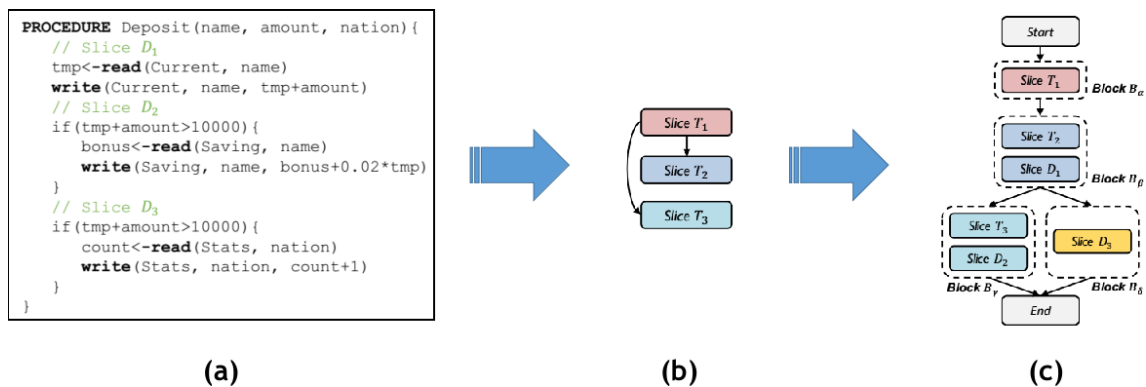 PROCEDURE Deposit(name, amount, nation){
// Slice D₁
tmp<-read(Current, name)
write(Current, name, tmp+amount)
// Slice D₂
if(tmp+amount>10000){
bonus<-read(Saving, name)
write(Saving, name, bonus+0.02*tmp)
}
// Slice D₃
if(tmp+amount>10000){
count<-read(Stats, nation)
write(Stats, nation, count+1)
}
}
(a)
Slice T₁
Slice T₂
Slice T₃
(b)
Start
Slice T₁
Block Bα
Slice T₂
Slice D₁
Block Bβ
Slice T₃
Slice D₂
Block Bγ
Slice D₃
Block Bδ
End
(c)